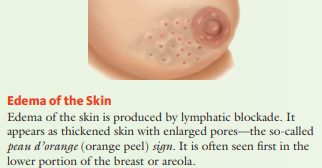 Edema of the Skin
Edema of the skin is produced by lymphatic blockade. It
appears as thickened skin with enlarged pores—the so-called
peau d'orange (orange peel) sign. It is often seen first in the
lower portion of the breast or areola.